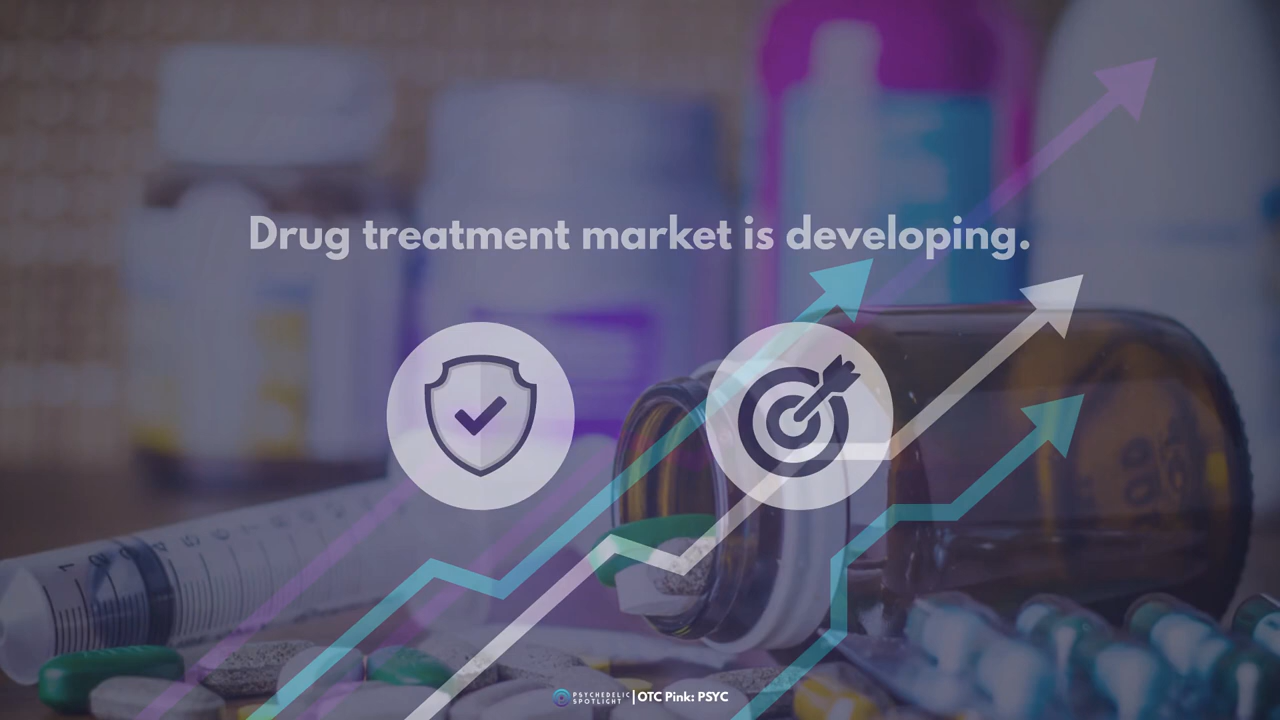 Drug treatment market is developing.
PSYCHEDELIC
SPOTLIGHT
| OTC Pink: PSYC